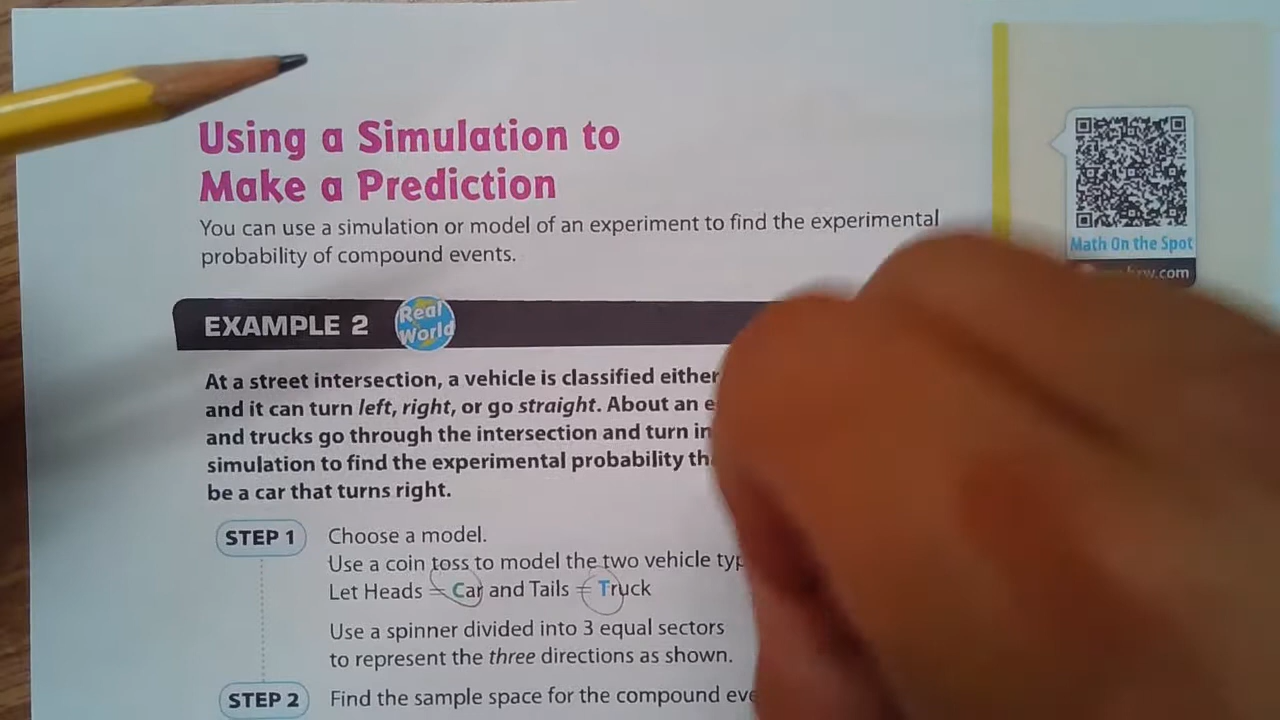 Using a Simulation to
Make a Prediction
You can use a simulation or model of an experiment to find the experimental
probability of compound events.
Math On the Spot
EXAMPLE 2 Real World
At a street intersection, a vehicle is classified either
and it can turn left, right, or go straight. About an
and trucks go through the intersection and turn in
simulation to find the experimental probability
be a car that turns right.
STEP 1 Choose a model.
Use a coin toss to model the two vehicle
Let Heads = Car and Tails = Truck
Use a spinner divided into 3 equal sectors
to represent the three directions as shown.
STEP 2 Find the sample space for the compound